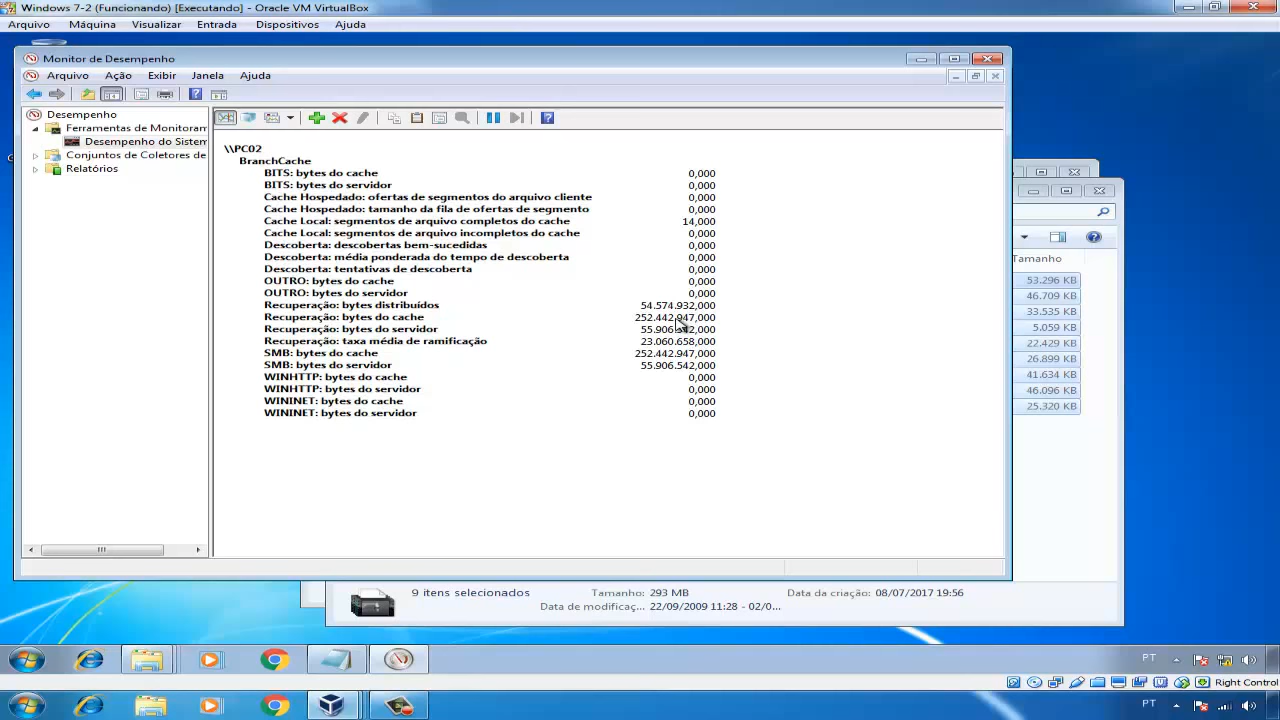 Windows 7-2 (Funcionando) [Executando] - Oracle VM VirtualBox
Arquivo Máquina Visualizar Entrada Dispositivos Ajuda
Monitor de Desempenho
Arquivo Ação Exibir Janela Ajuda
Desempenho
Ferramentas de Monitoram
Desempenho do Sistem
Conjuntos de Coletores de
Relatórios
\\PC02
BranchCache
BITS: bytes do cache 0,000
BITS: bytes do servidor 0,000
Cache Hospedado: ofertas de segmentos do arquivo cliente 0,000
Cache Hospedado: tamanho da fila de ofertas de segmento 0,000
Cache Local: segmentos de arquivo completos do cache 14,000
Cache Local: segmentos de arquivo incompletos do cache 0,000
Descoberta: descobertas bem-sucedidas 0,000
Descoberta: média ponderada do tempo de descoberta 0,000
Descoberta: tentativas de descoberta 0,000
OUTRO: bytes do cache 0,000
OUTRO: bytes do servidor 0,000
Recuperação: bytes distribuídos 54.574.932,000
Recuperação: bytes do cache 252.442.947,000
Recuperação: bytes do servidor 55.906.542,000
Recuperação: taxa média de ramificação 23.060.658,000
SMB: bytes do cache 252.442.947,000
SMB: bytes do servidor 55.906.542,000
WINHTTP: bytes do cache 0,000
WINHTTP: bytes do servidor 0,000
WININET: bytes do cache 0,000
WININET: bytes do servidor 0,000
Tamanho
53.296 KB
46.709 KB
33.535 KB
5.059 KB
22.429 KB
26.899 KB
41.634 KB
46.096 KB
25.320 KB
9 itens selecionados Tamanho: 293 MB Data da criação: 08/07/2017 19:56
Data de modificaç... 22/09/2009 11:28 - 02/0...
PT
Right Control
PT